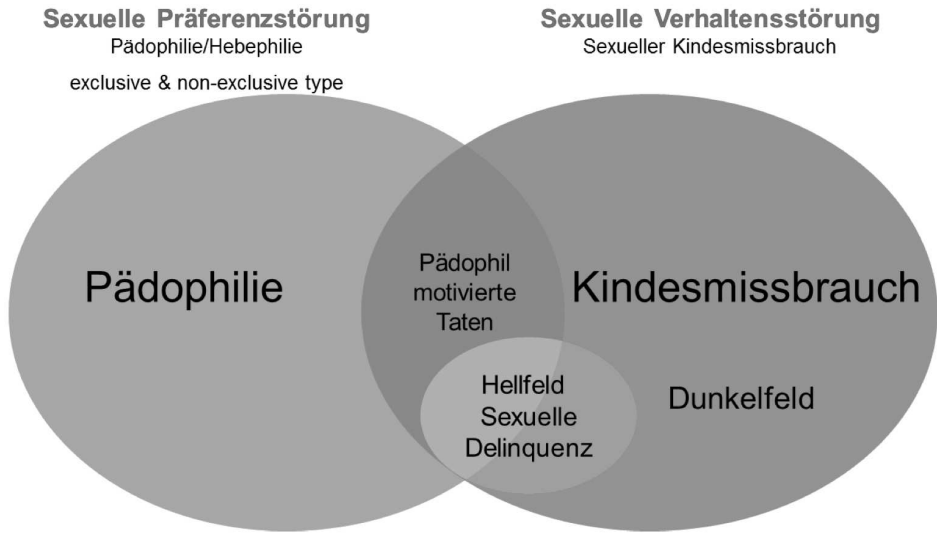 Sexuelle Präferenzstörung
Pädophilie/Hebephilie
exclusive & non-exclusive type
Sexuelle Verhaltensstörung
Sexueller Kindesmissbrauch
Pädophilie
Pädophil
motivierte
Taten
Kindesmissbrauch
Hellfeld
Sexuelle
Delinquenz
Dunkelfeld